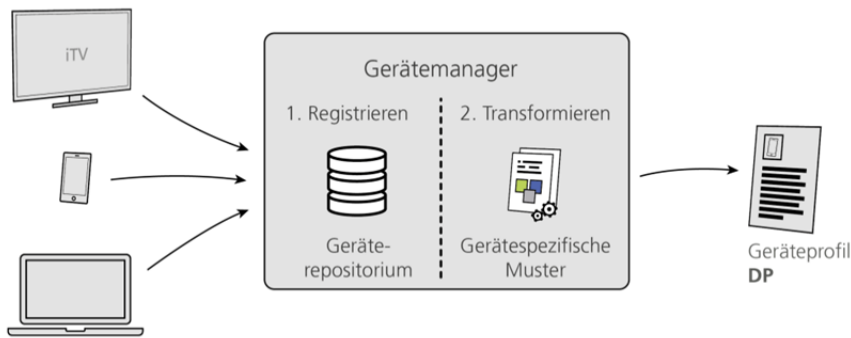 iTV
Gerätemanager
1. Registrieren
2. Transformieren
Geräte-
repositorium
Gerätespezifische
Muster
Geräteprofil
DP